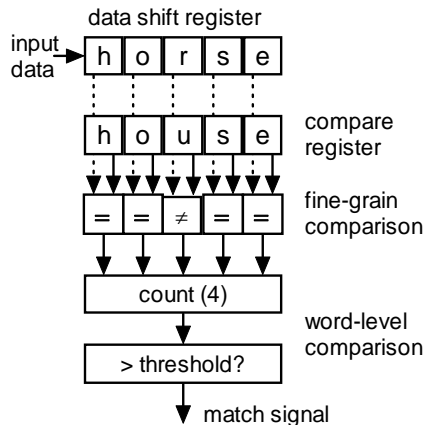 data shift register
input
data
h o r s e
h o u s e
compare
register
= = ≠ = =
fine-grain
comparison
count (4)
word-level
comparison
> threshold?
match signal